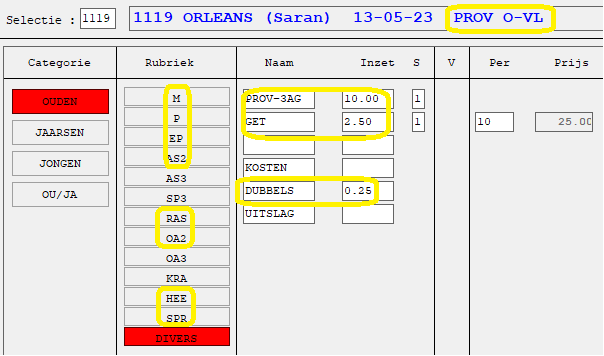 Selectie : 1119 1119 ORLEANS (Saran) 13-05-23 PROV O-VL
Categorie Rubriek Naam Inzet S V Per Prijs
OUDEN
JAARSEN
JONGEN
OU/JA
M
P
EP
AS2
AS3
SP3
RAS
OA2
OA3
KRA
HEE
SPR
DIVERS
PROV-3AG 10.00 1
GET 2.50 1 10 25.00
KOSTEN
DUBBELS 0.25
UITSLAG